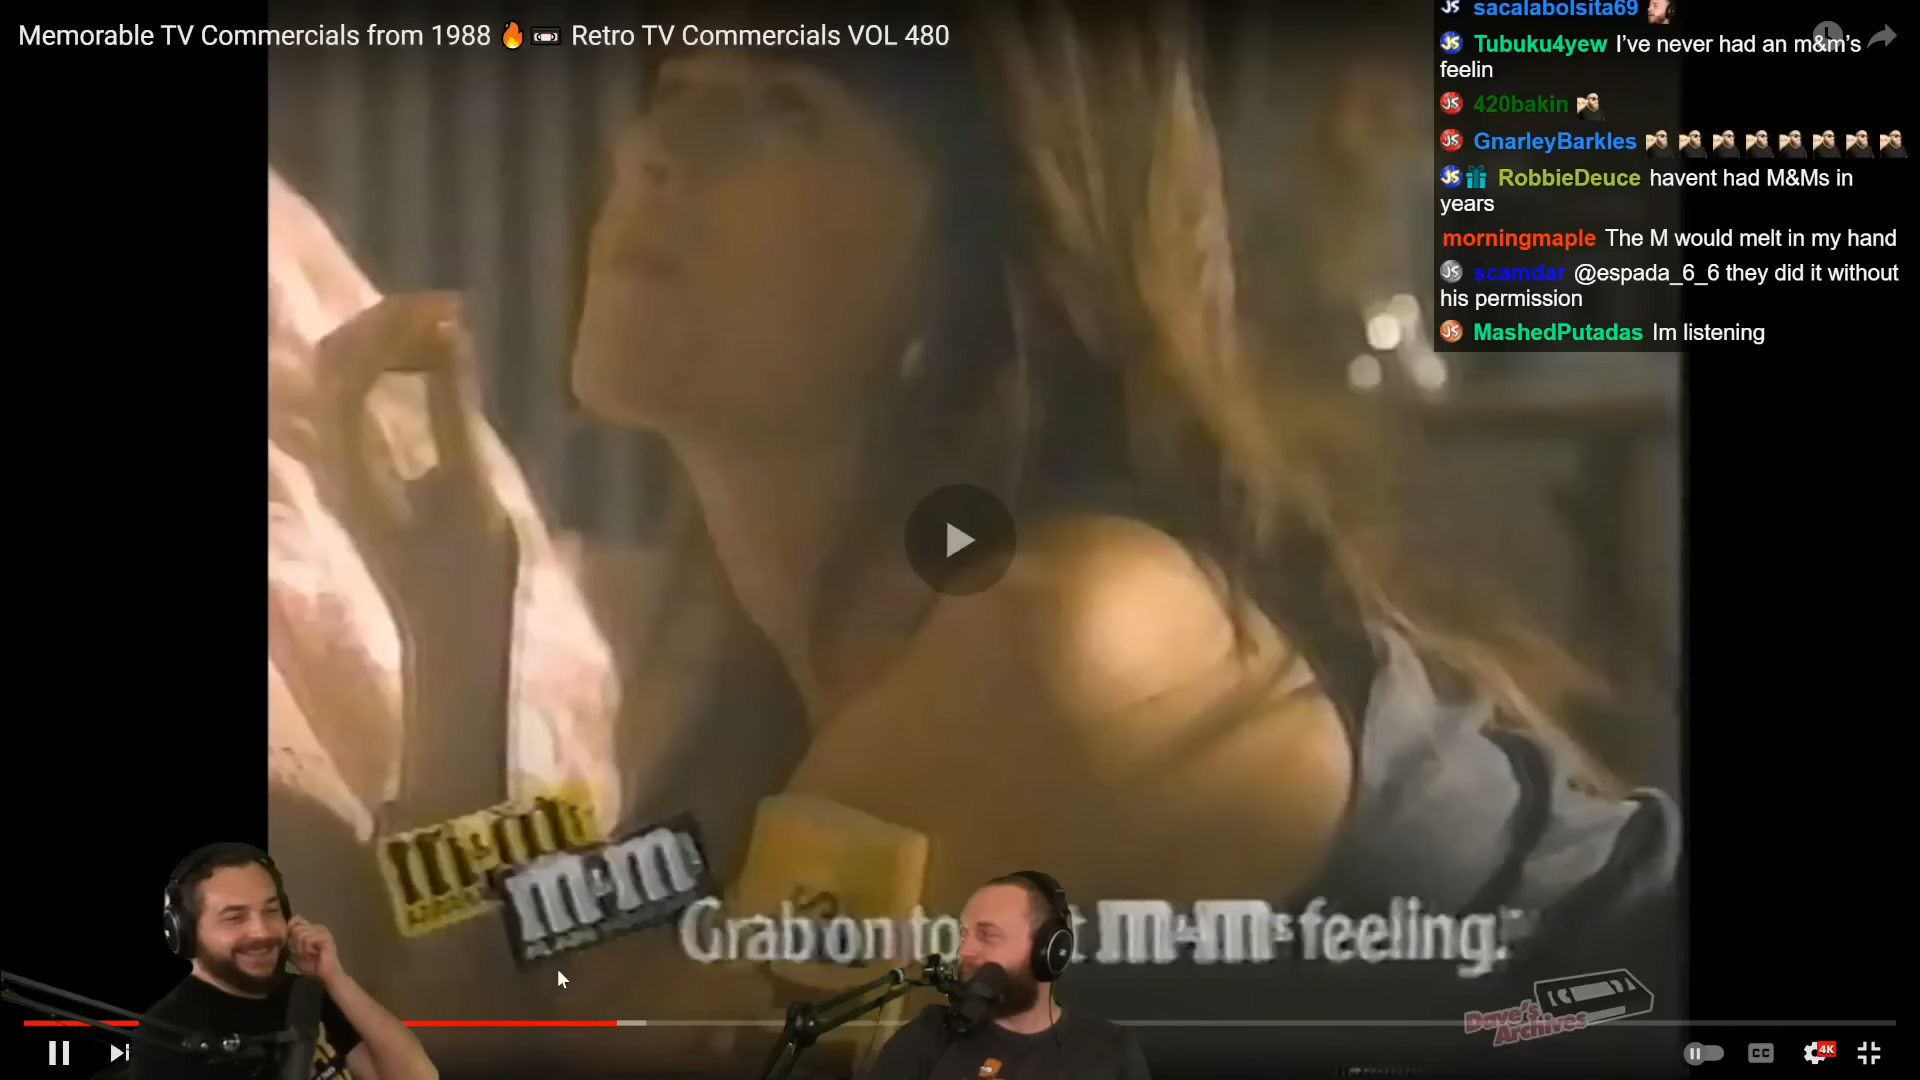 Memorable TV Commercials from 1988 🔥📼 Retro TV Commercials VOL 480
sacalabolsita69
Tubuku4yew I've never had an m&m's
feelin
420bakin
GnarleyBarkles
RobbieDeuce havent had M&Ms in
years
morningmaple The M would melt in my hand
scamdar @espada_6_6 they did it without
his permission
MashedPutadas Im listening
m&m's
m&m's
Grab on to t m&m's feeling.
Dave's
Archives
CC
4K